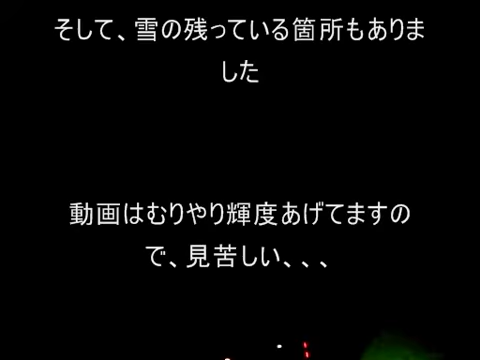 そして、雪の残っている箇所もありま
した
動画はむりやり輝度あげてますの
で、見苦しい、、、